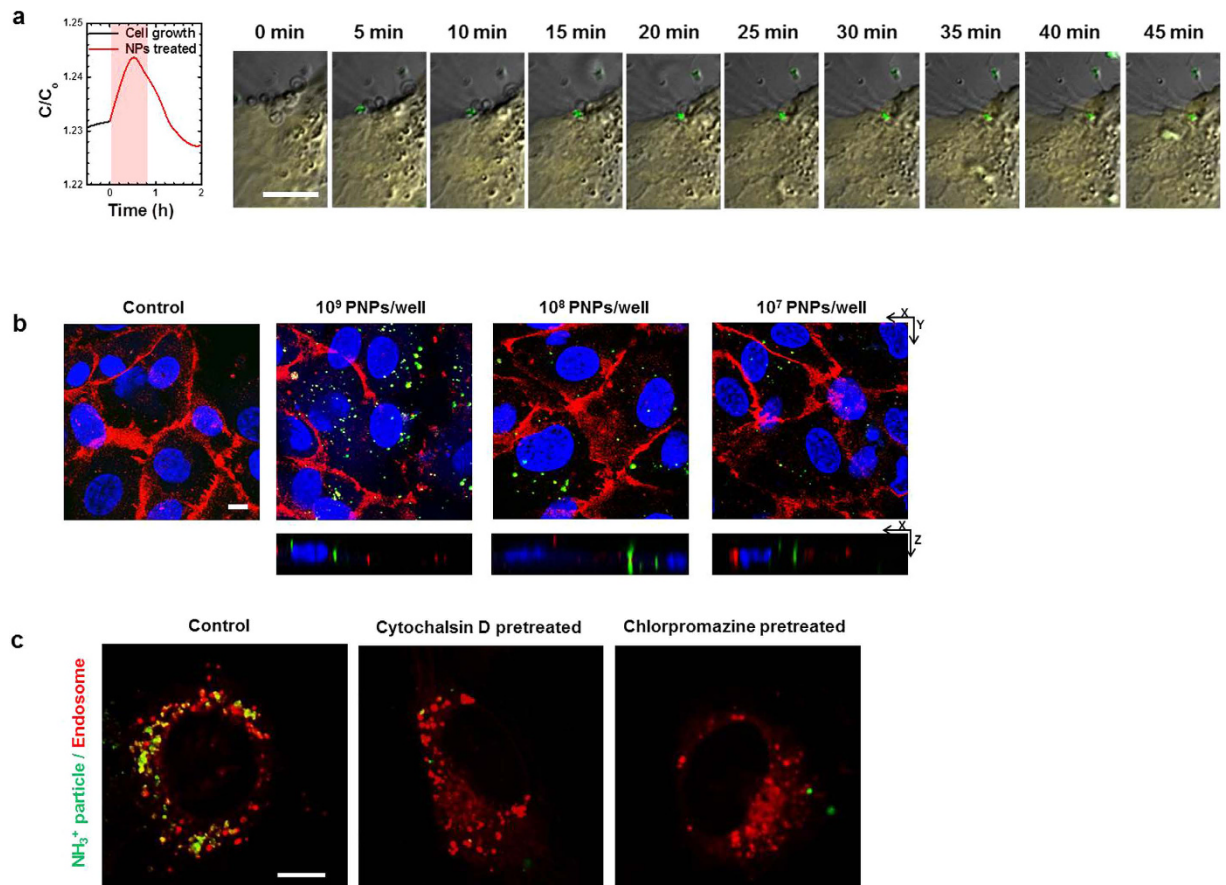 a
1.25
1.24
1.23
1.22
C/Co
Cell growth
NPs treated
0 1 2
Time (h)
0 min 5 min 10 min 15 min 20 min 25 min 30 min 35 min 40 min 45 min
b
Control 10⁹ PNPs/well 10⁸ PNPs/well 10⁷ PNPs/well
X
Y
X
Z
c
Control Cytochalsin D pretreated Chlorpromazine pretreated
NH₃⁺ particle / Endosome